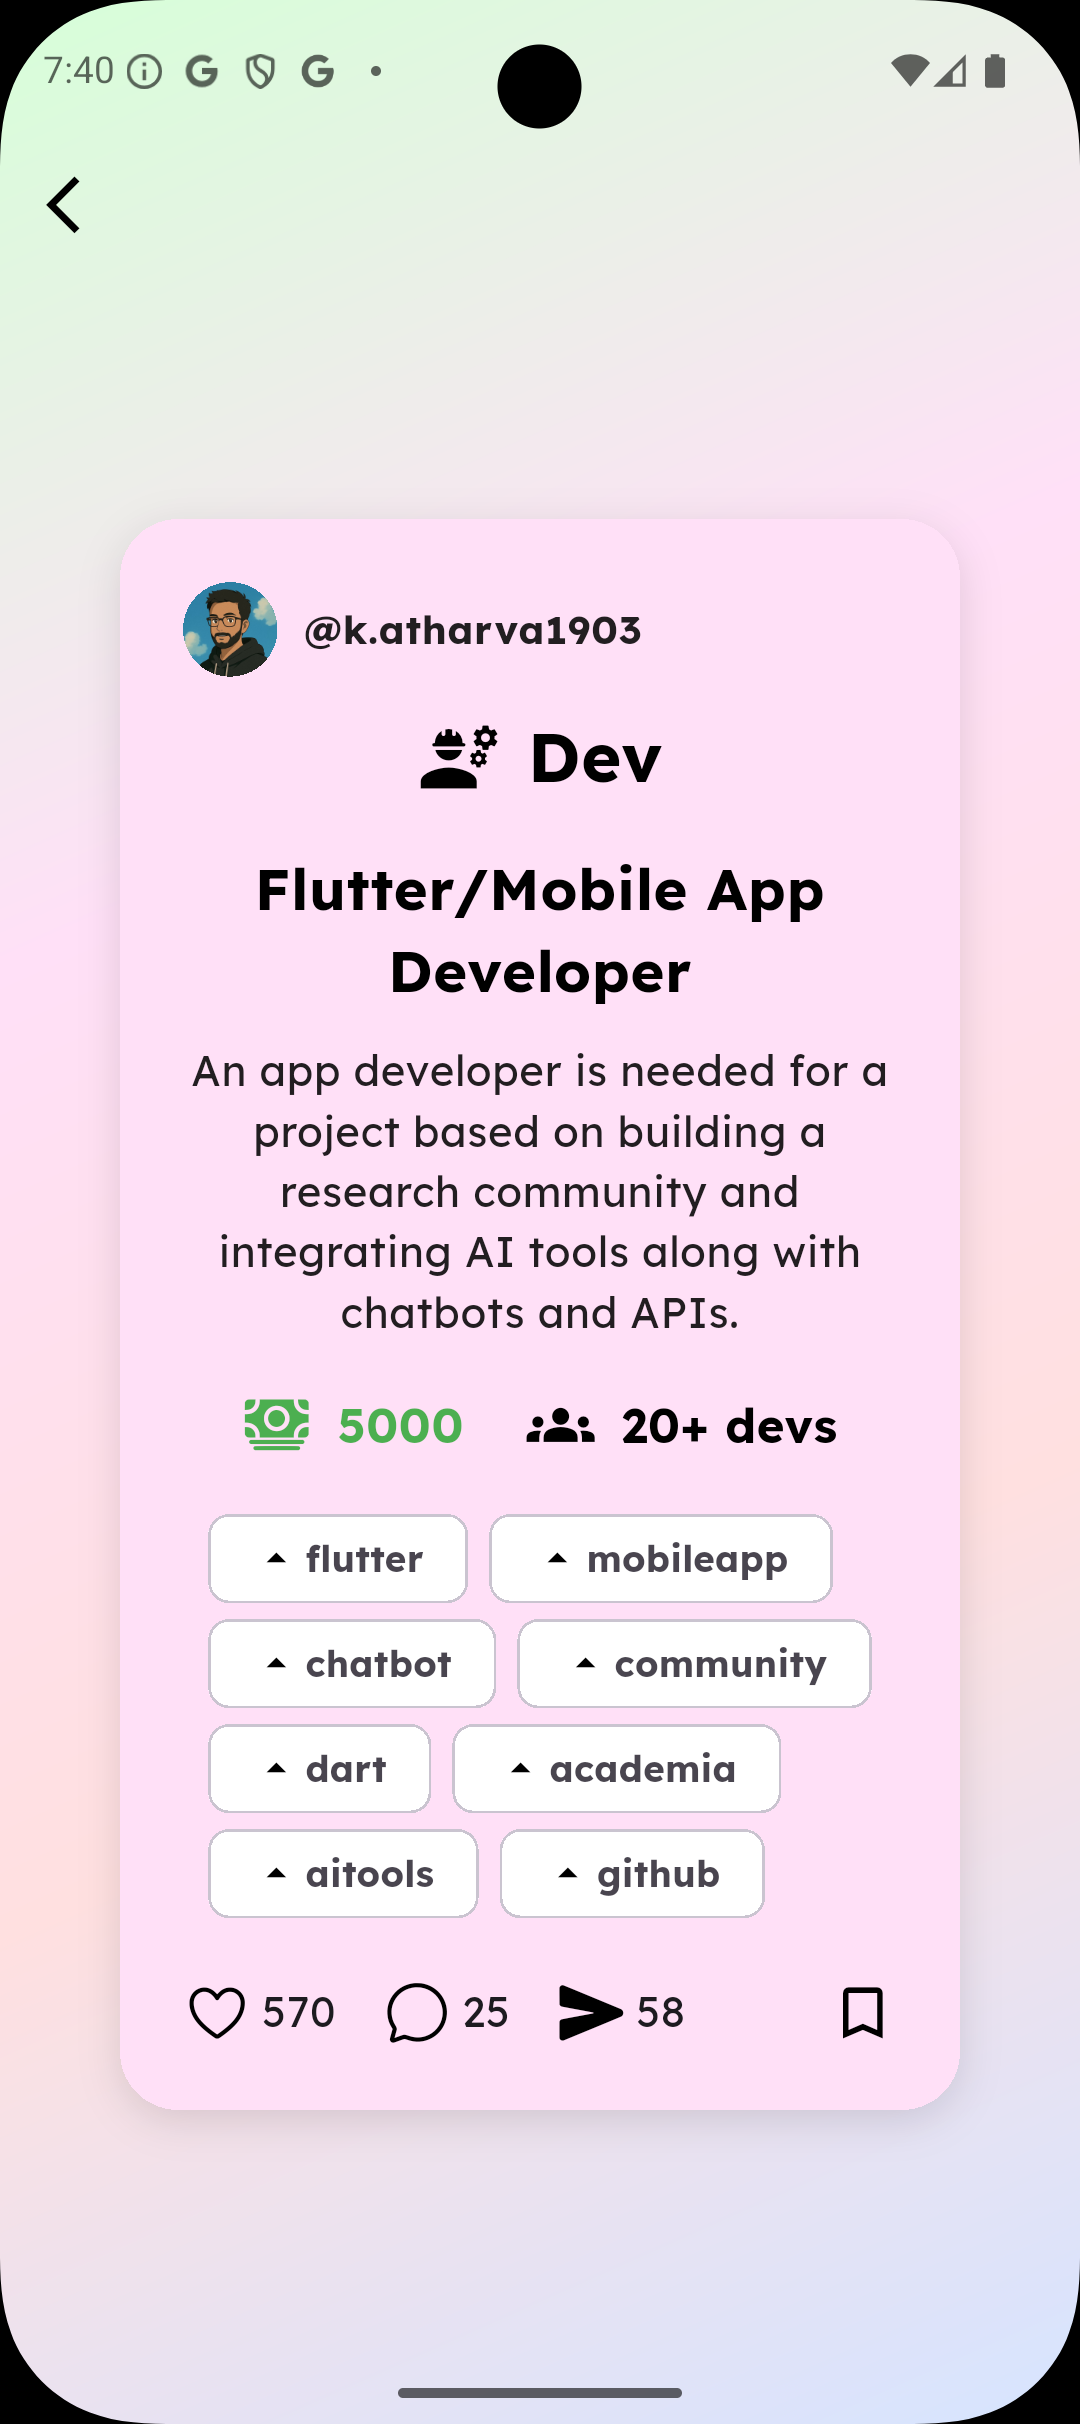 7:40
@k.atharva1903
Dev
Flutter/Mobile App
Developer
An app developer is needed for a
project based on building a
research community and
integrating AI tools along with
chatbots and APIs.
5000 20+ devs
flutter mobileapp
chatbot community
dart academia
aitools github
570 25 58